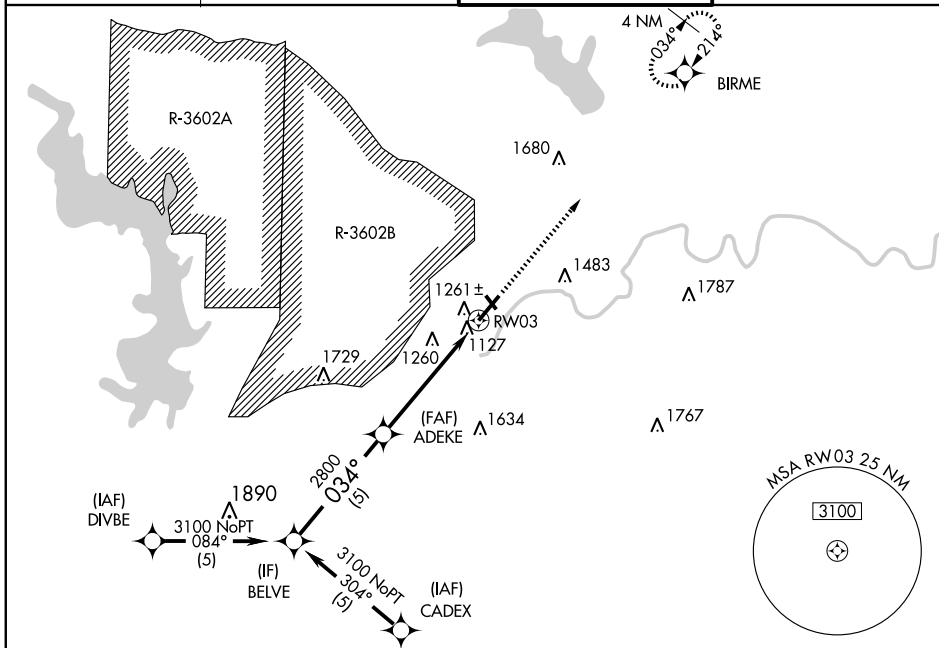 4 NM
034°
214°
BIRME
R-3602A
1680
R-3602B
1483
1261±
1787
RW03
1127
1260
1729
(FAF)
ADEKE
1634
1767
2800
034°
(5)
MSA RW03 25 NM
3100
1890
(IAF)
DIVBE
3100 NoPT
084°
(5)
(IF)
BELVE
3100 NoPT
304°
(5)
(IAF)
CADEX